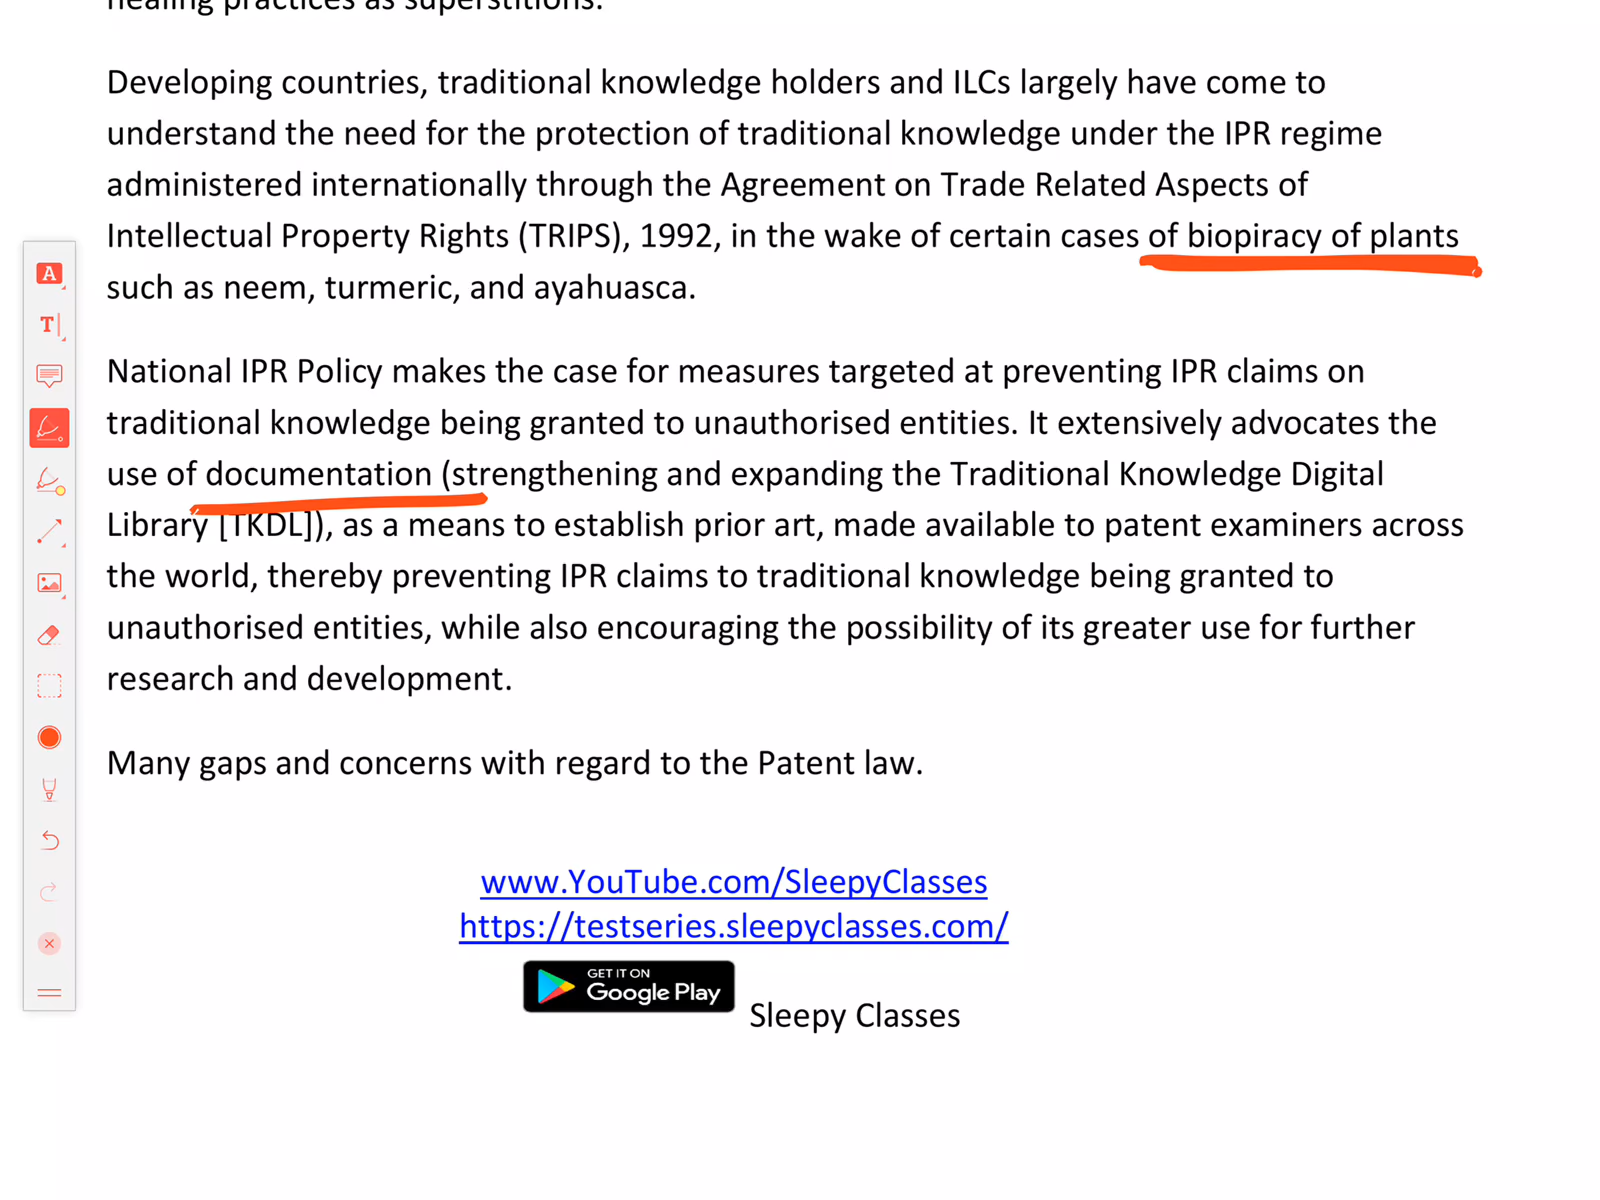 healing practices as superstitions.
Developing countries, traditional knowledge holders and ILCs largely have come to
understand the need for the protection of traditional knowledge under the IPR regime
administered internationally through the Agreement on Trade Related Aspects of
Intellectual Property Rights (TRIPS), 1992, in the wake of certain cases of biopiracy of plants
such as neem, turmeric, and ayahuasca.
National IPR Policy makes the case for measures targeted at preventing IPR claims on
traditional knowledge being granted to unauthorised entities. It extensively advocates the
use of documentation (strengthening and expanding the Traditional Knowledge Digital
Library [TKDL]), as a means to establish prior art, made available to patent examiners across
the world, thereby preventing IPR claims to traditional knowledge being granted to
unauthorised entities, while also encouraging the possibility of its greater use for further
research and development.
Many gaps and concerns with regard to the Patent law.
www.YouTube.com/SleepyClasses
https://testseries.sleepyclasses.com/
GET IT ON
Google Play
Sleepy Classes
A
T